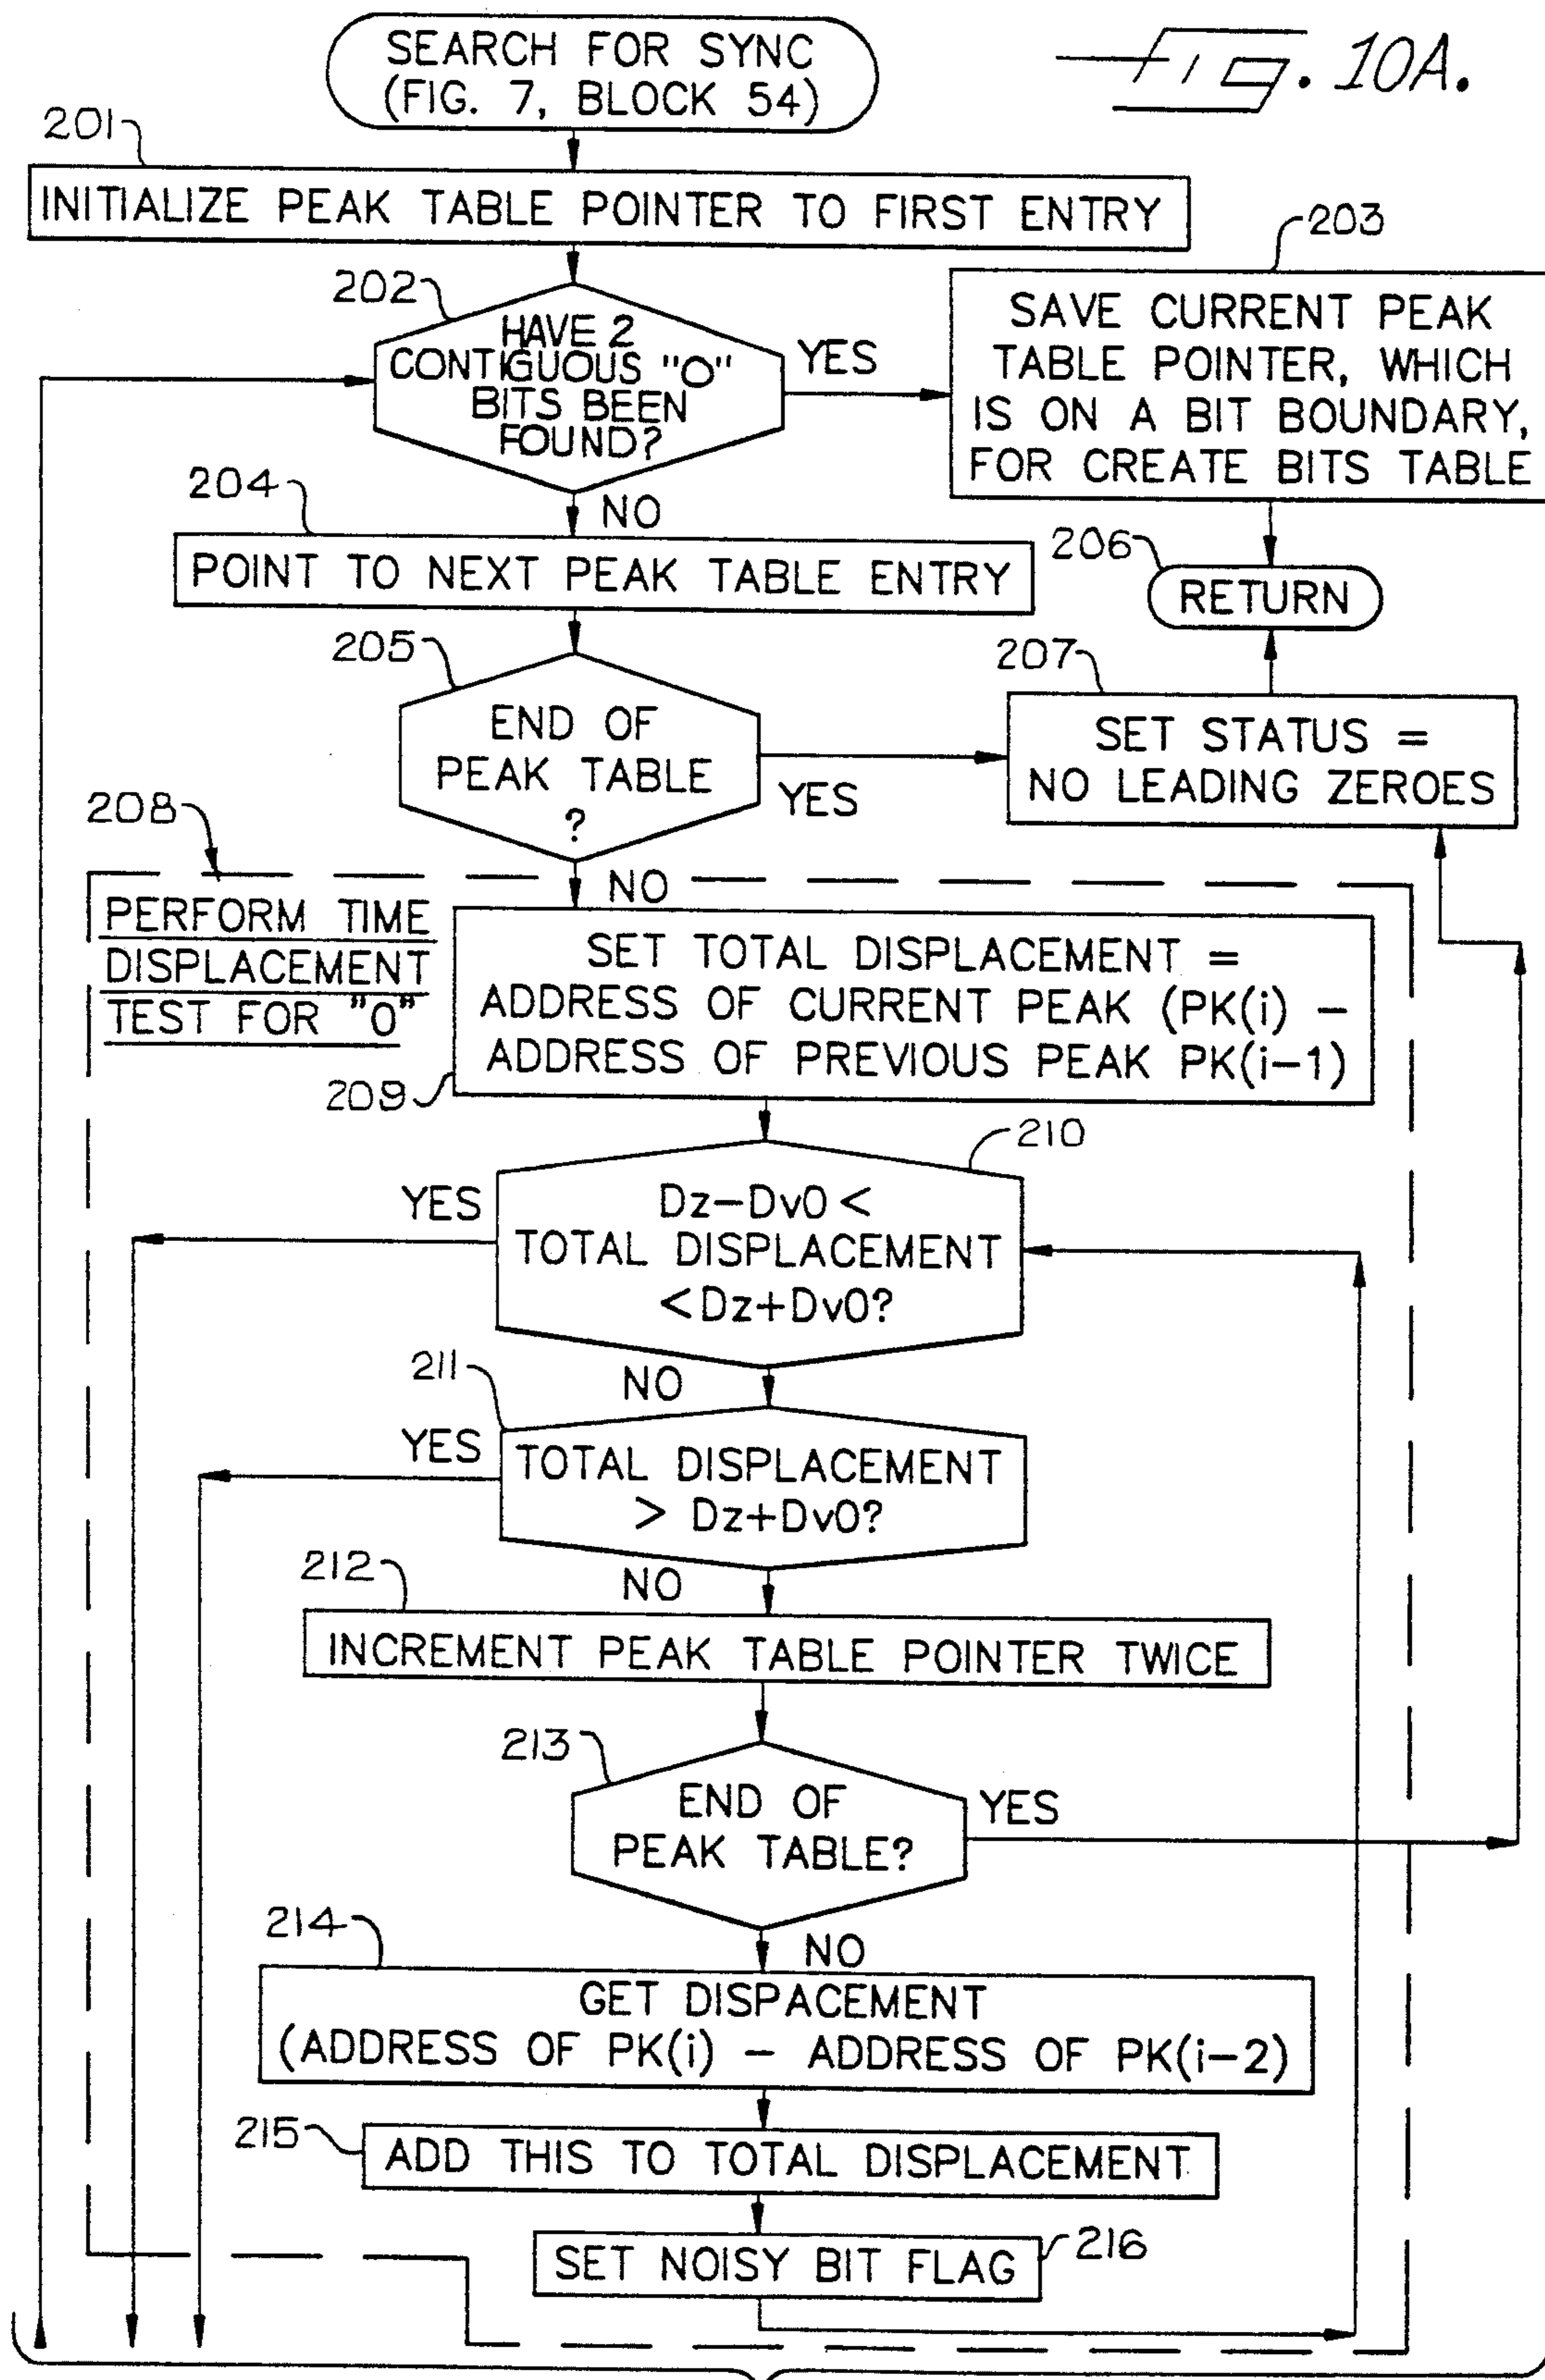 SEARCH FOR SYNC
(FIG. 7, BLOCK 54)
Fig. 10A.
201
INITIALIZE PEAK TABLE POINTER TO FIRST ENTRY
203
202
HAVE 2
CONTIGUOUS "0"
BITS BEEN
FOUND?
YES
SAVE CURRENT PEAK
TABLE POINTER, WHICH
IS ON A BIT BOUNDARY,
FOR CREATE BITS TABLE
204
NO
POINT TO NEXT PEAK TABLE ENTRY
206
RETURN
205
END OF
PEAK TABLE
?
YES
207
SET STATUS =
NO LEADING ZEROES
208
NO
PERFORM TIME
DISPLACEMENT
TEST FOR "0"
SET TOTAL DISPLACEMENT =
ADDRESS OF CURRENT PEAK (PK(i) –
ADDRESS OF PREVIOUS PEAK PK(i–1)
209
210
YES
Dz–Dv0 <
TOTAL DISPLACEMENT
<Dz+Dv0?
211
NO
YES
TOTAL DISPLACEMENT
> Dz+Dv0?
212
NO
INCREMENT PEAK TABLE POINTER TWICE
213
END OF
PEAK TABLE?
YES
214
NO
GET DISPACEMENT
(ADDRESS OF PK(i) – ADDRESS OF PK(i–2)
215
ADD THIS TO TOTAL DISPLACEMENT
SET NOISY BIT FLAG
216